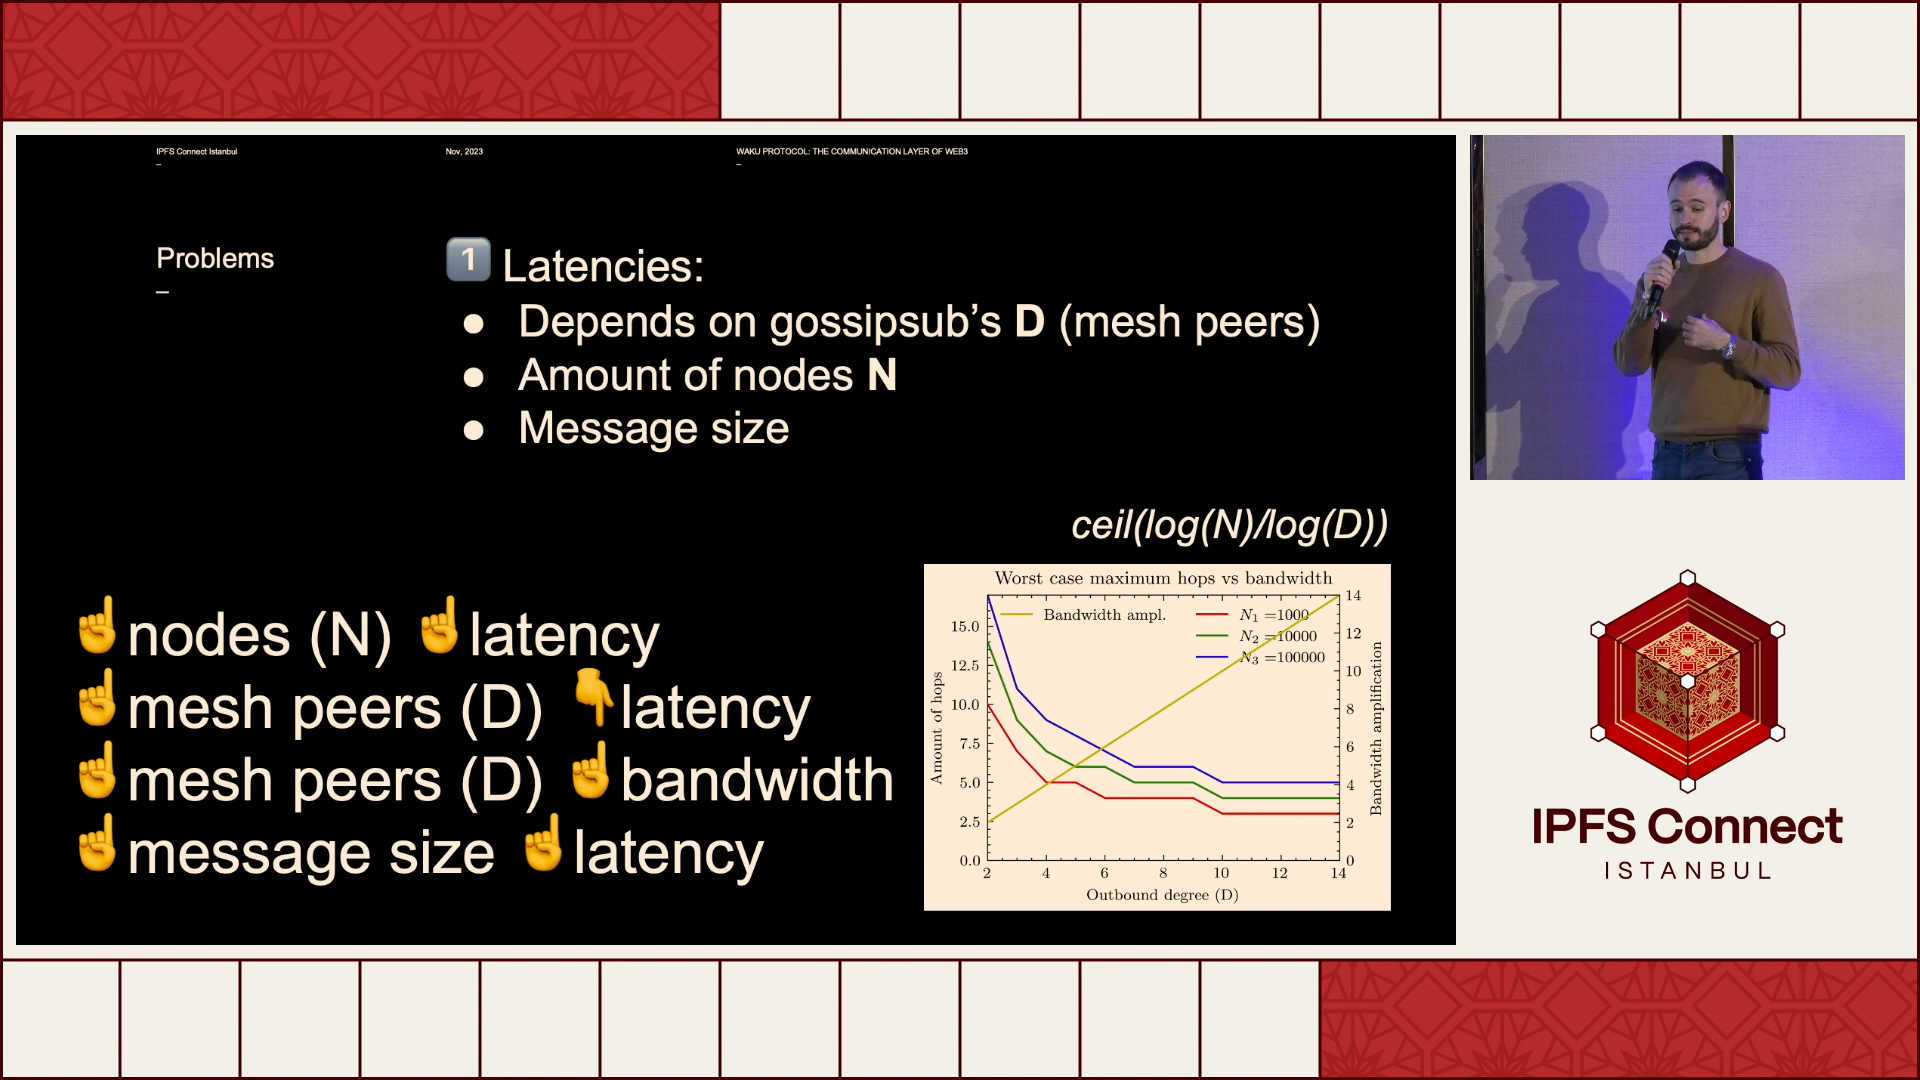 IPFS Connect Istanbul
Nov, 2023
WAKU PROTOCOL: THE COMMUNICATION LAYER OF WEB3
Problems
1 Latencies:
● Depends on gossipsub’s D (mesh peers)
● Amount of nodes N
● Message size
ceil(log(N)/log(D))
☝nodes (N) ☝latency
☝mesh peers (D) 👇latency
☝mesh peers (D) ☝bandwidth
☝message size ☝latency
Worst case maximum hops vs bandwidth
Bandwidth ampl.
N₁ =1000
N₂ =10000
N₃ =100000
Amount of hops
15.0
12.5
10.0
7.5
5.0
2.5
0.0
14
12
10
8
6
4
2
0
Bandwidth amplification
2 4 6 8 10 12 14
Outbound degree (D)
IPFS Connect
ISTANBUL